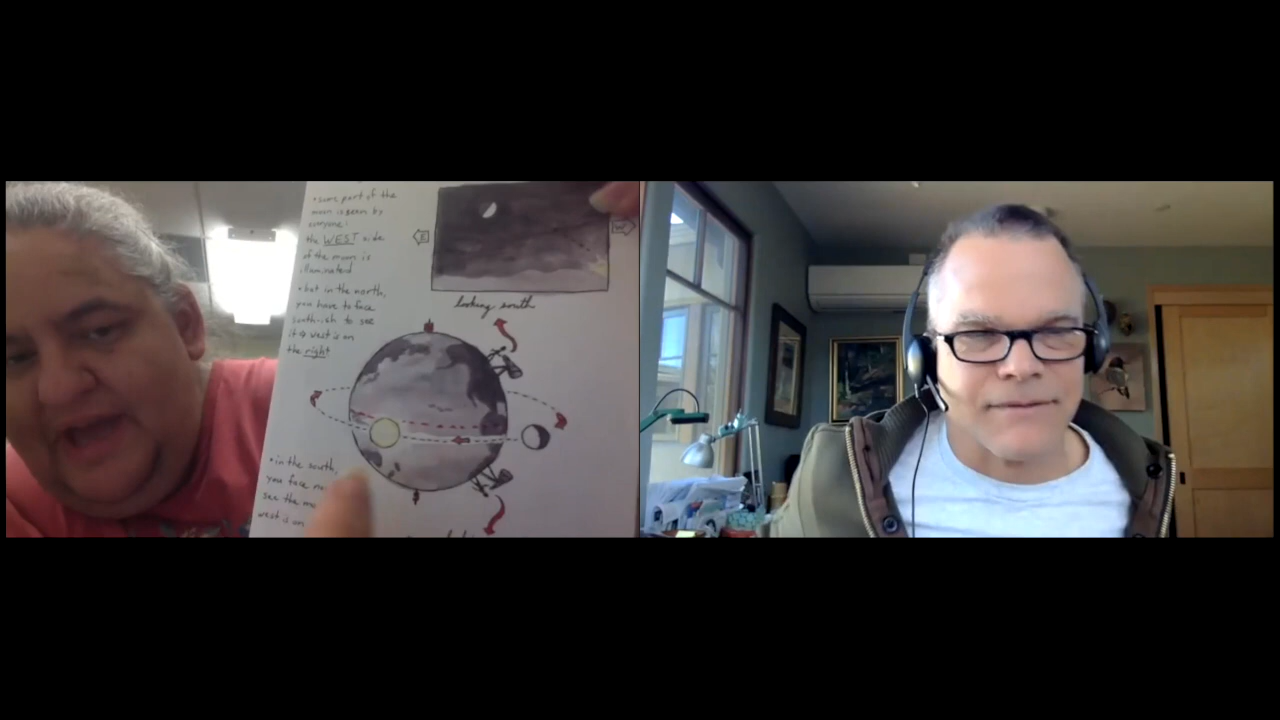 • some part of the
moon is seen by
everyone:
the WEST side
of the moon is
illuminated
• but in the north,
you have to face
south-ish to see
it → west is on
the right
E
W
looking south
• in the south,
you face
see the
west is on